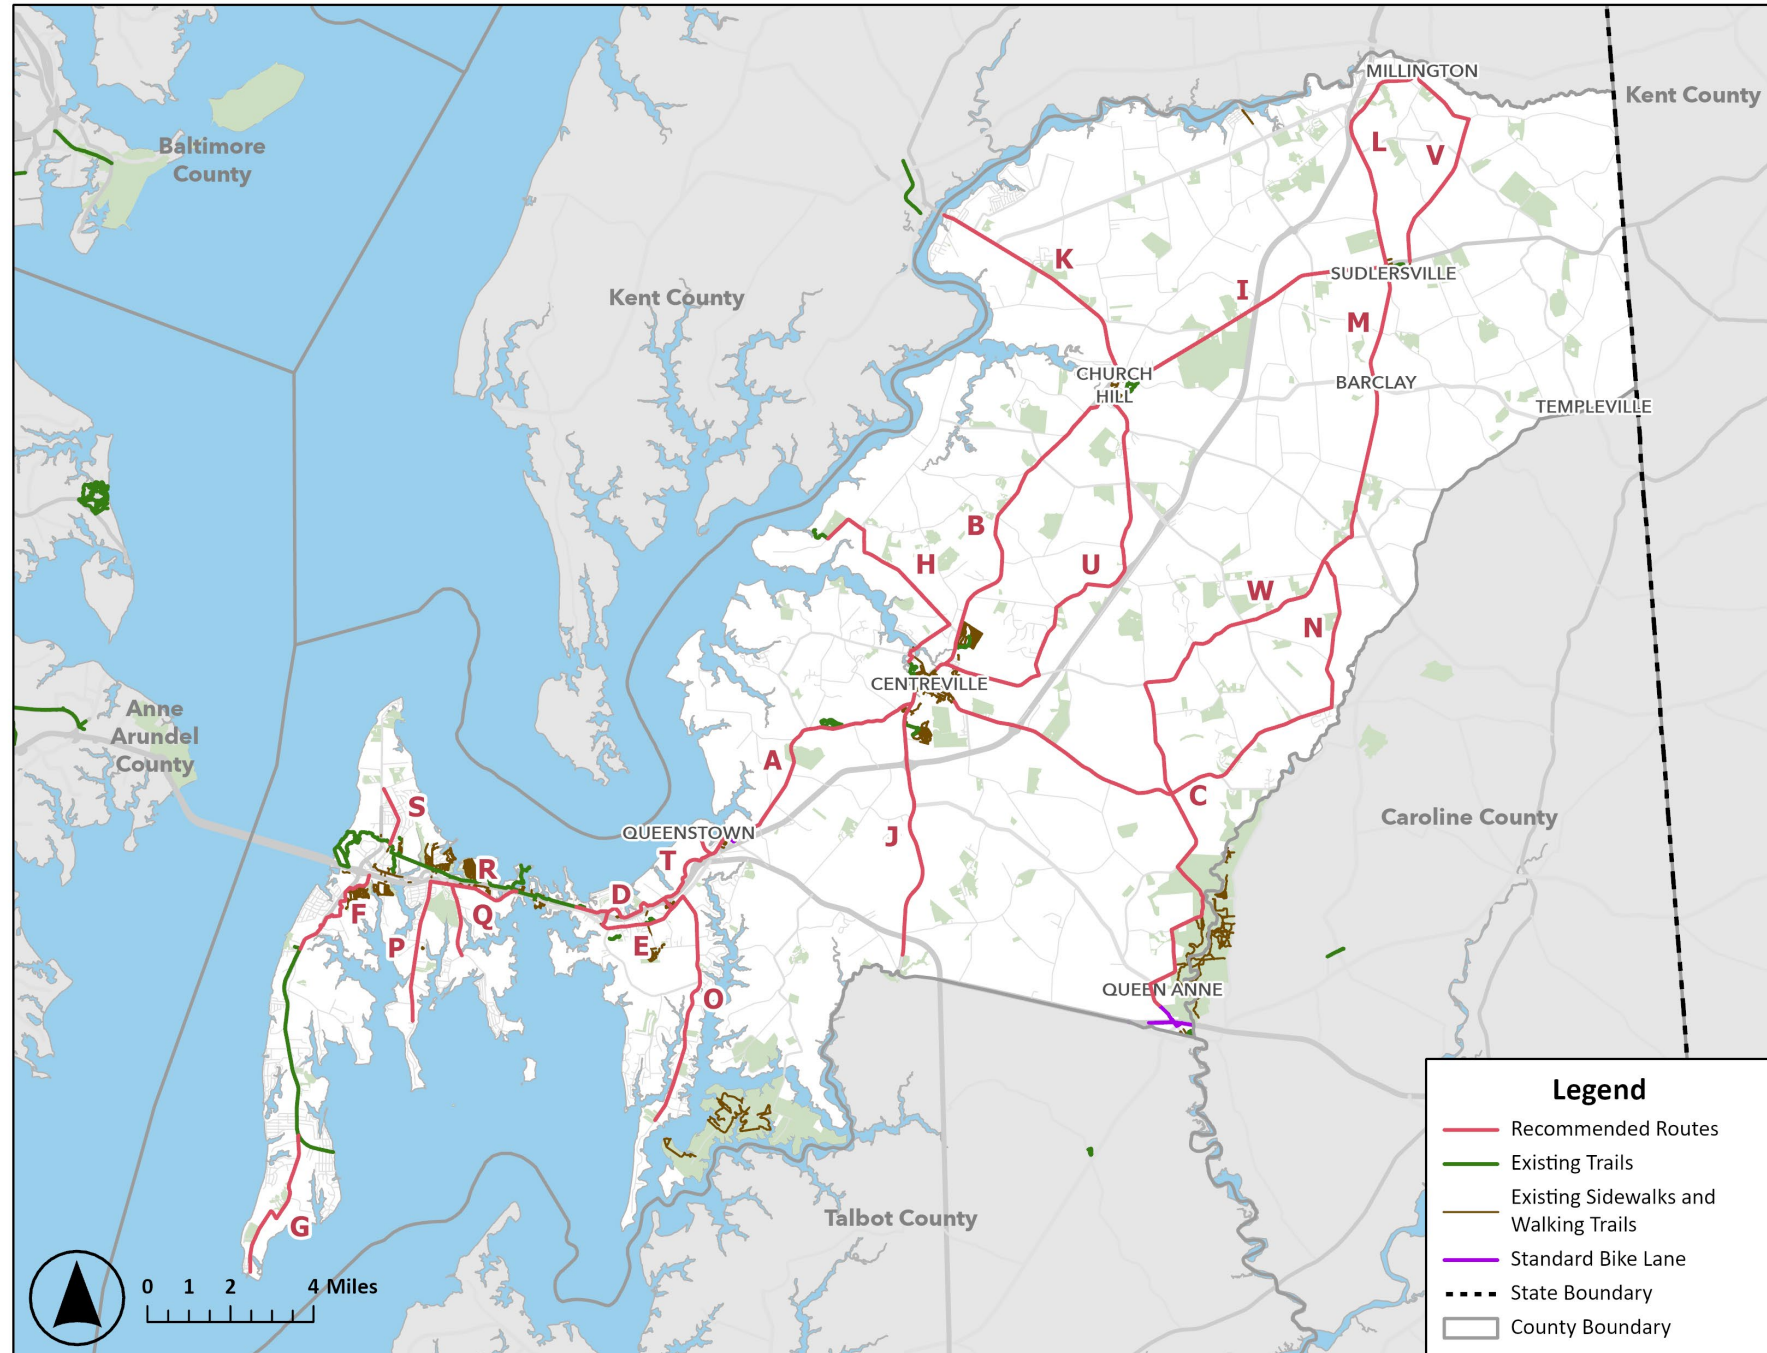 MILLINGTON
Kent County
L
V
Baltimore
County
K
SUDLERSVILLE
I
Kent County
M
CHURCH
HILL
BARCLAY
TEMPLEVILLE
B
H
U
W
N
CENTREVILLE
Anne
Arundel
County
A
C
S
Caroline County
QUEENSTOWN
J
T
R
D
F
Q
P
E
QUEEN ANNE
O
Talbot County
G
0 1 2 4 Miles
Legend
Recommended Routes
Existing Trails
Existing Sidewalks and
Walking Trails
Standard Bike Lane
State Boundary
County Boundary